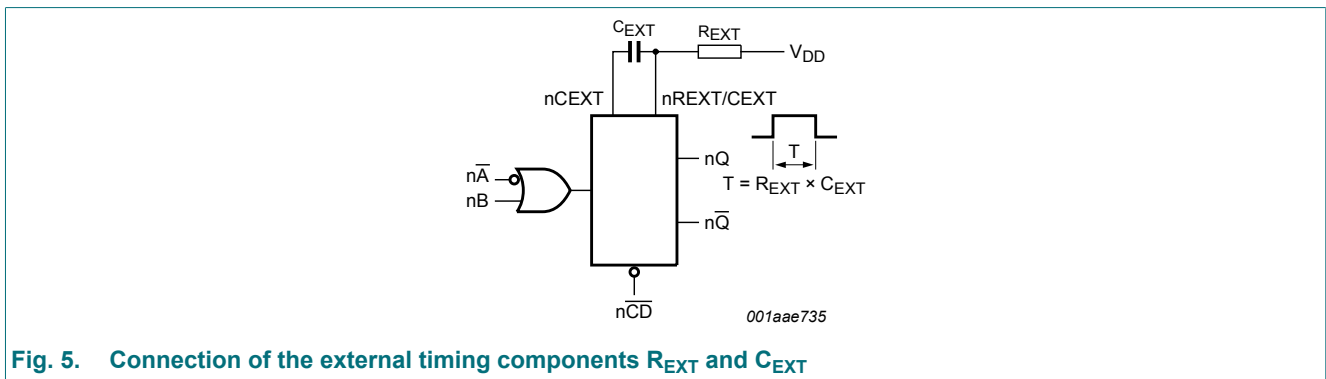 CEXT
REXT
VDD
nCEXT
nREXT/CEXT
nA̅
nB
nQ
T
T = REXT × CEXT
nQ̅
nC̅D̅
001aae735
Fig. 5. Connection of the external timing components REXT and CEXT